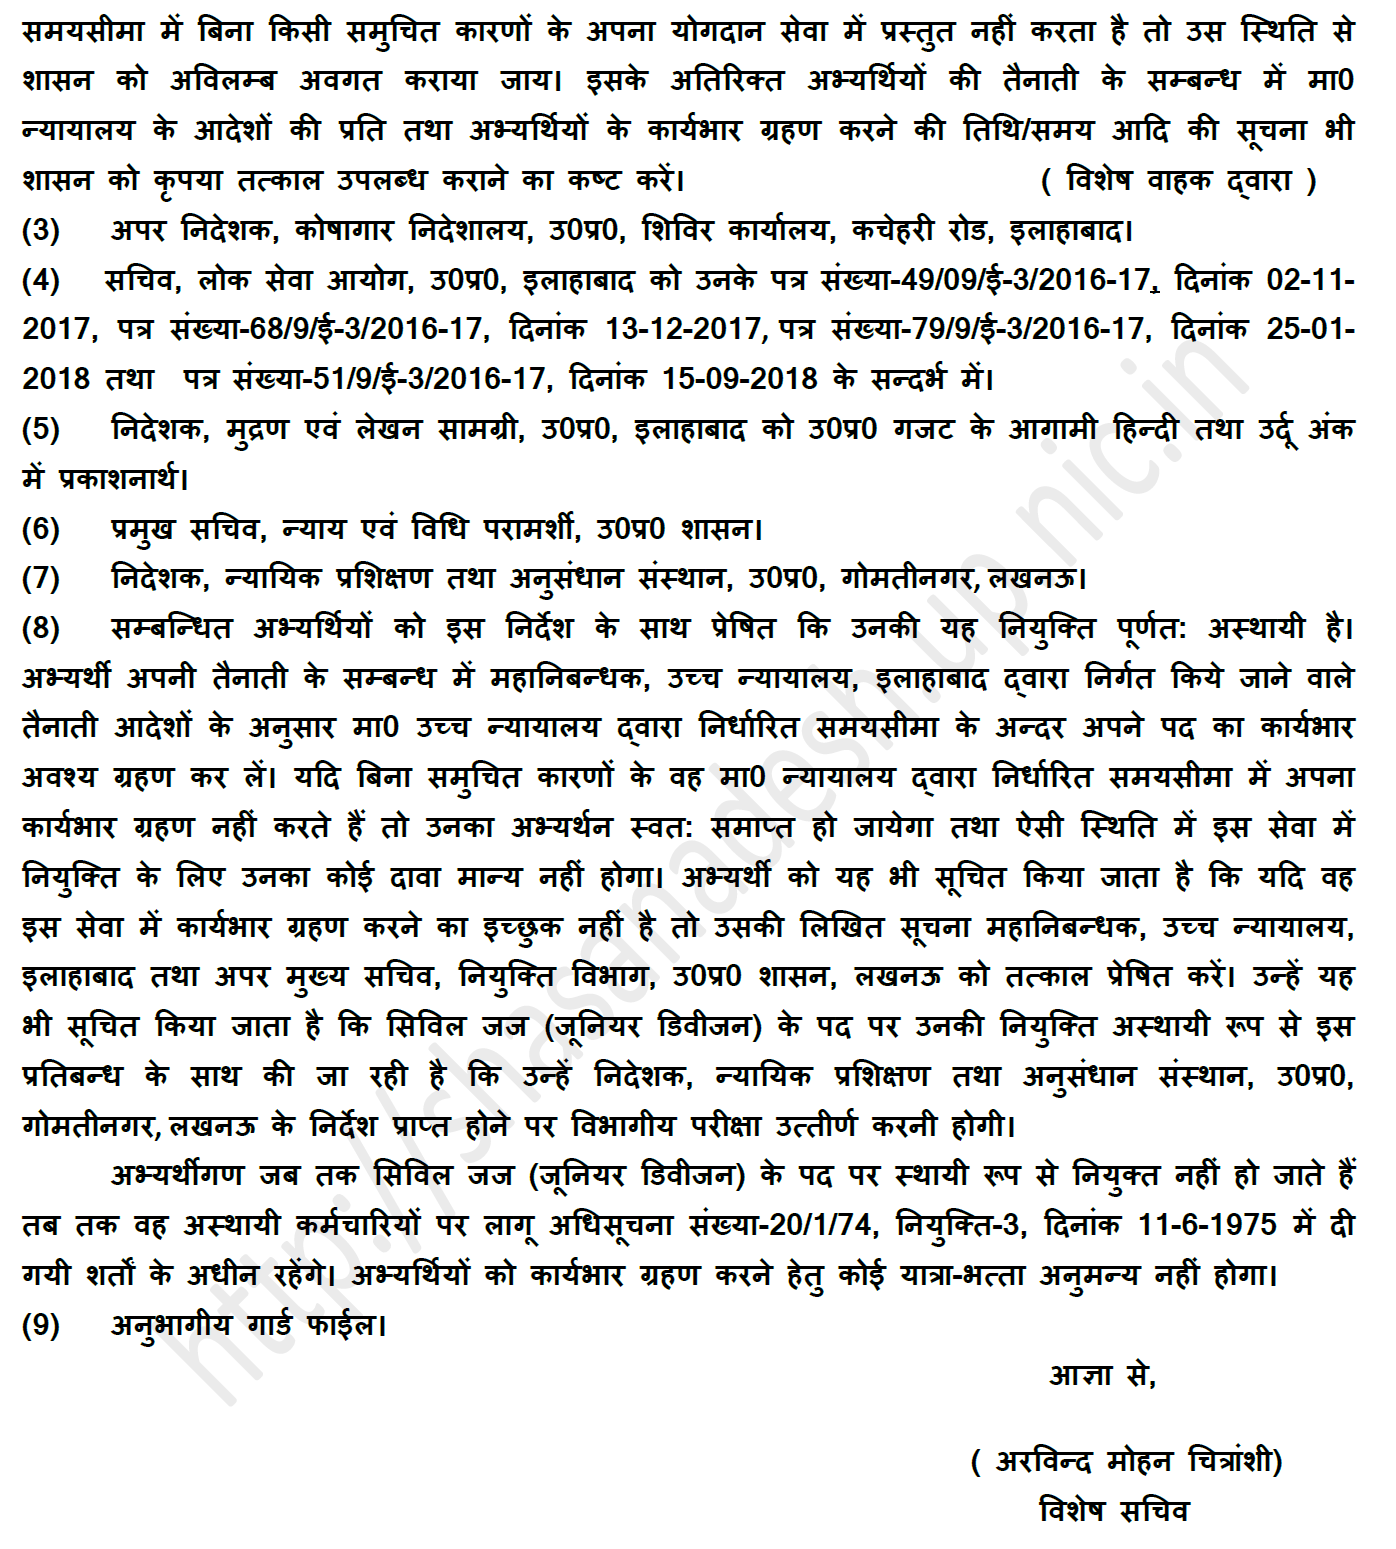 समयसीमा में बिना किसी समुचित कारणों के अपना योगदान सेवा में प्रस्तुत नहीं करता है तो उस स्थिति से
शासन को अविलम्ब अवगत कराया जाय। इसके अतिरिक्त अभ्यर्थियों की तैनाती के सम्बन्ध में मा0
न्यायालय के आदेशों की प्रति तथा अभ्यर्थियों के कार्यभार ग्रहण करने की तिथि/समय आदि की सूचना भी
शासन को कृपया तत्काल उपलब्ध कराने का कष्ट करें। ( विशेष वाहक द्वारा )
(3) अपर निदेशक, कोषागार निदेशालय, उ0प्र0, शिविर कार्यालय, कचेहरी रोड, इलाहाबाद।
(4) सचिव, लोक सेवा आयोग, उ0प्र0, इलाहाबाद को उनके पत्र संख्या-49/09/ई-3/2016-17, दिनांक 02-11-
2017, पत्र संख्या-68/9/ई-3/2016-17, दिनांक 13-12-2017, पत्र संख्या-79/9/ई-3/2016-17, दिनांक 25-01-
2018 तथा पत्र संख्या-51/9/ई-3/2016-17, दिनांक 15-09-2018 के सन्दर्भ में।
(5) निदेशक, मुद्रण एवं लेखन सामग्री, उ0प्र0, इलाहाबाद को उ0प्र0 गजट के आगामी हिन्दी तथा उर्दू अंक
में प्रकाशनार्थ।
(6) प्रमुख सचिव, न्याय एवं विधि परामर्शी, उ0प्र0 शासन।
(7) निदेशक, न्यायिक प्रशिक्षण तथा अनुसंधान संस्थान, उ0प्र0, गोमतीनगर, लखनऊ।
(8) सम्बन्धित अभ्यर्थियों को इस निर्देश के साथ प्रेषित कि उनकी यह नियुक्ति पूर्णत: अस्थायी है।
अभ्यर्थी अपनी तैनाती के सम्बन्ध में महानिबन्धक, उच्च न्यायालय, इलाहाबाद द्वारा निर्गत किये जाने वाले
तैनाती आदेशों के अनुसार मा0 उच्च न्यायालय द्वारा निर्धारित समयसीमा के अन्दर अपने पद का कार्यभार
अवश्य ग्रहण कर लें। यदि बिना समुचित कारणों के वह मा0 न्यायालय द्वारा निर्धारित समयसीमा में अपना
कार्यभार ग्रहण नहीं करते हैं तो उनका अभ्यर्थन स्वत: समाप्त हो जायेगा तथा ऐसी स्थिति में इस सेवा में
नियुक्ति के लिए उनका कोई दावा मान्य नहीं होगा। अभ्यर्थी को यह भी सूचित किया जाता है कि यदि वह
इस सेवा में कार्यभार ग्रहण करने का इच्छुक नहीं है तो उसकी लिखित सूचना महानिबन्धक, उच्च न्यायालय,
इलाहाबाद तथा अपर मुख्य सचिव, नियुक्ति विभाग, उ0प्र0 शासन, लखनऊ को तत्काल प्रेषित करें। उन्हें यह
भी सूचित किया जाता है कि सिविल जज (जूनियर डिवीजन) के पद पर उनकी नियुक्ति अस्थायी रूप से इस
प्रतिबन्ध के साथ की जा रही है कि उन्हें निदेशक, न्यायिक प्रशिक्षण तथा अनुसंधान संस्थान, उ0प्र0,
गोमतीनगर, लखनऊ के निर्देश प्राप्त होने पर विभागीय परीक्षा उत्तीर्ण करनी होगी।
अभ्यर्थीगण जब तक सिविल जज (जूनियर डिवीजन) के पद पर स्थायी रूप से नियुक्त नहीं हो जाते हैं
तब तक वह अस्थायी कर्मचारियों पर लागू अधिसूचना संख्या-20/1/74, नियुक्ति-3, दिनांक 11-6-1975 में दी
गयी शर्तों के अधीन रहेंगे। अभ्यर्थियों को कार्यभार ग्रहण करने हेतु कोई यात्रा-भत्ता अनुमन्य नहीं होगा।
(9) अनुभागीय गार्ड फाईल।
आज्ञा से,
( अरविन्द मोहन चित्रांशी)
विशेष सचिव
http://shasanadesh.up.nic.in